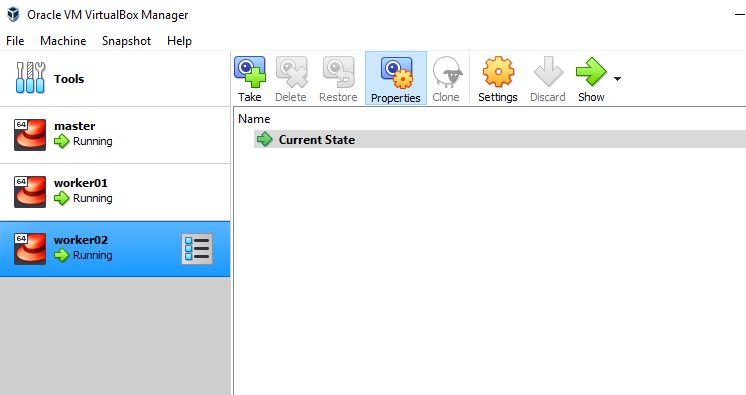 Oracle VM VirtualBox Manager
File Machine Snapshot Help
Tools
Take Delete Restore Properties Clone Settings Discard Show
Name
Current State
64 master
Running
64 worker01
Running
64 worker02
Running